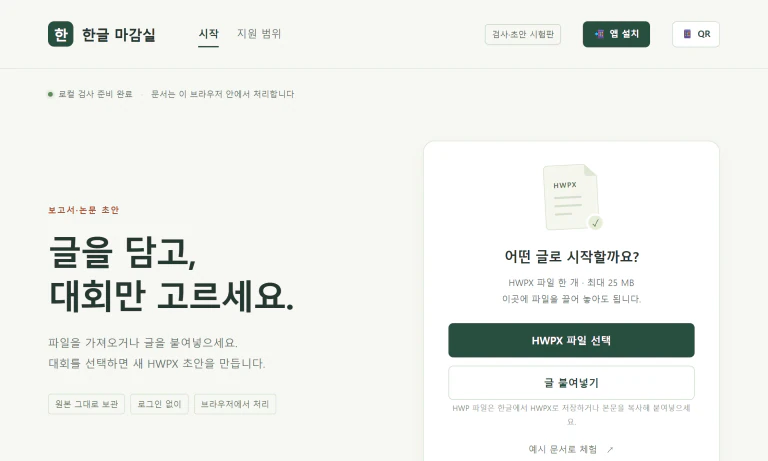 한 한글 마감실
시작 지원 범위
검사·초안 시험판
앱 설치
QR
로컬 검사 준비 완료 · 문서는 이 브라우저 안에서 처리합니다
보고서·논문 초안
글을 담고,
대회만 고르세요.
파일을 가져오거나 글을 붙여넣으세요.
대회를 선택하면 새 HWPX 초안을 만듭니다.
원본 그대로 보관 로그인 없이 브라우저에서 처리
HWPX
어떤 글로 시작할까요?
HWPX 파일 한 개 · 최대 25 MB
이곳에 파일을 끌어 놓아도 됩니다.
HWPX 파일 선택
글 붙여넣기
HWP 파일은 한글에서 HWPX로 저장하거나 본문을 복사해 붙여넣으세
요.
예시 문서로 체험 ↗